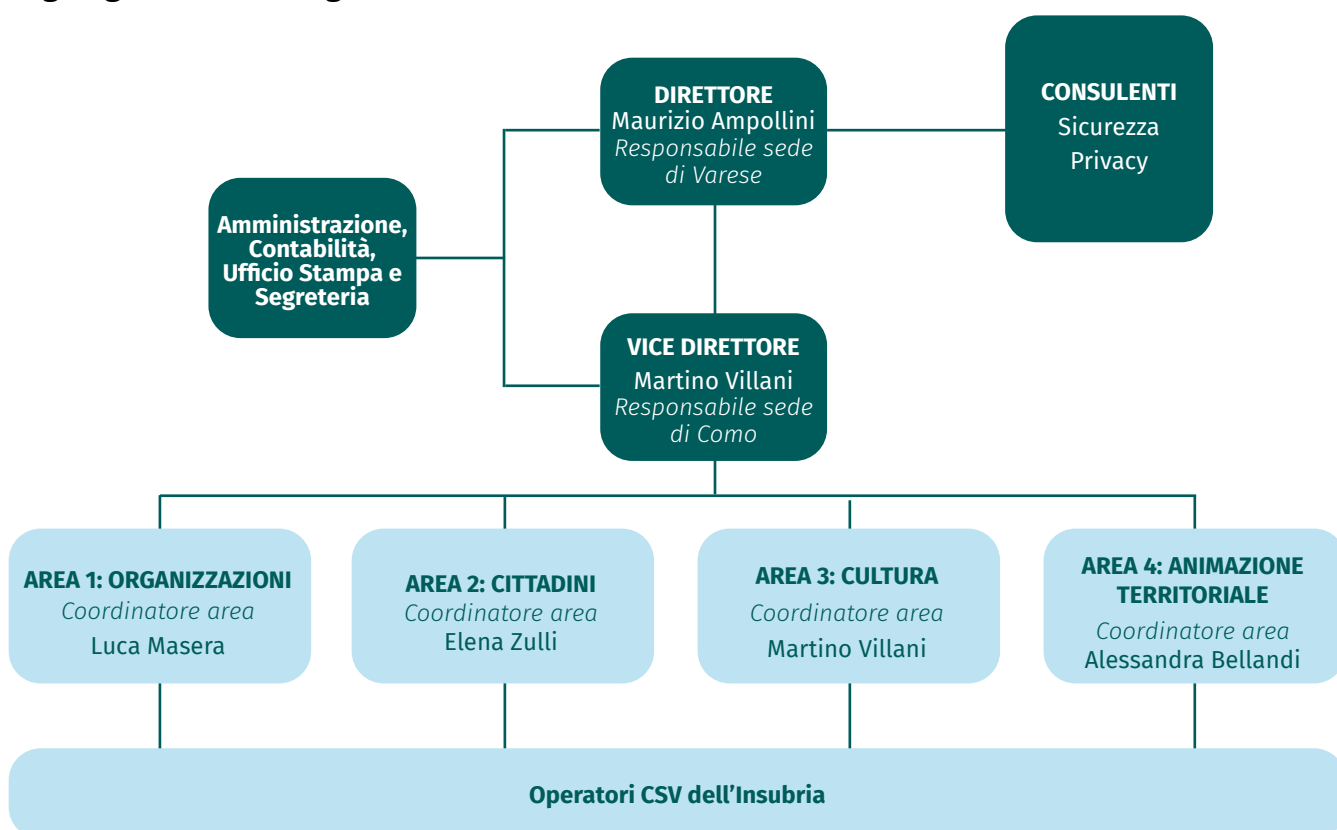 DIRETTORE
Maurizio Ampollini
Responsabile sede
di Varese
CONSULENTI
Sicurezza
Privacy
Amministrazione,
Contabilità,
Ufficio Stampa e
Segreteria
VICE DIRETTORE
Martino Villani
Responsabile sede
di Como
AREA 1: ORGANIZZAZIONI
Coordinatore area
Luca Masera
AREA 2: CITTADINI
Coordinatore area
Elena Zulli
AREA 3: CULTURA
Coordinatore area
Martino Villani
AREA 4: ANIMAZIONE
TERRITORIALE
Coordinatore area
Alessandra Bellandi
Operatori CSV dell’Insubria